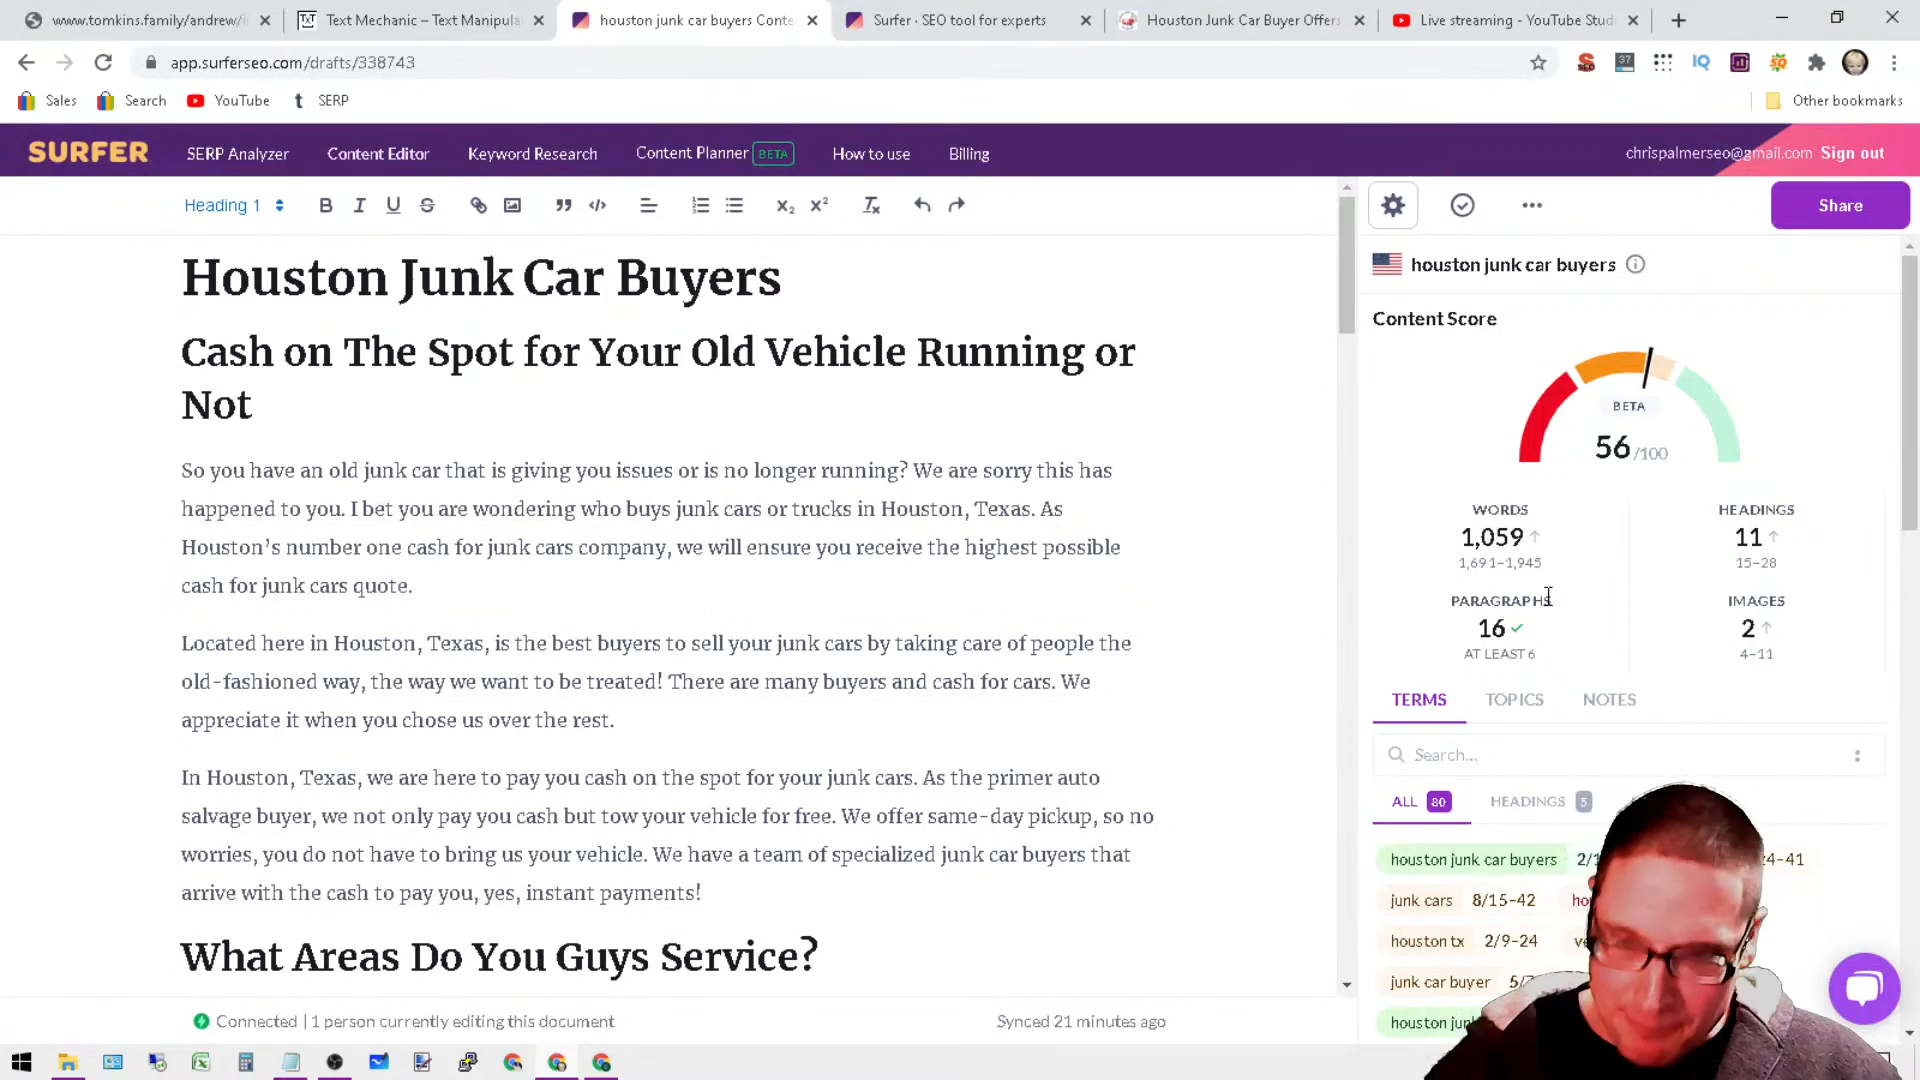 www.tomkins.family/andrew/i
Text Mechanic – Text Manipula
houston junk car buyers Conte
Surfer · SEO tool for experts
Houston Junk Car Buyer Offers
Live streaming - YouTube Stud
app.surferseo.com/drafts/338743
37
IQ
Sales
Search
YouTube
t SERP
Other bookmarks
SURFER
SERP Analyzer
Content Editor
Keyword Research
Content Planner BETA
How to use
Billing
chrispalmerseo@gmail.com
Sign out
Heading 1
Share
Houston Junk Car Buyers
Cash on The Spot for Your Old Vehicle Running or
Not
So you have an old junk car that is giving you issues or is no longer running? We are sorry this has
happened to you. I bet you are wondering who buys junk cars or trucks in Houston, Texas. As
Houston’s number one cash for junk cars company, we will ensure you receive the highest possible
cash for junk cars quote.
Located here in Houston, Texas, is the best buyers to sell your junk cars by taking care of people the
old-fashioned way, the way we want to be treated! There are many buyers and cash for cars. We
appreciate it when you chose us over the rest.
In Houston, Texas, we are here to pay you cash on the spot for your junk cars. As the primer auto
salvage buyer, we not only pay you cash but tow your vehicle for free. We offer same-day pickup, so no
worries, you do not have to bring us your vehicle. We have a team of specialized junk car buyers that
arrive with the cash to pay you, yes, instant payments!
What Areas Do You Guys Service?
Connected | 1 person currently editing this document
Synced 21 minutes ago
houston junk car buyers
Content Score
BETA
56 /100
WORDS
1,059
1,691–1,945
HEADINGS
11
15–28
PARAGRAPHS
16
AT LEAST 6
IMAGES
2
4–11
TERMS
TOPICS
NOTES
Search...
ALL 80
HEADINGS 5
houston junk car buyers 2/1
24–41
junk cars 8/15–42
hou
houston tx 2/9–24
ve
junk car buyer 5/7
houston jun